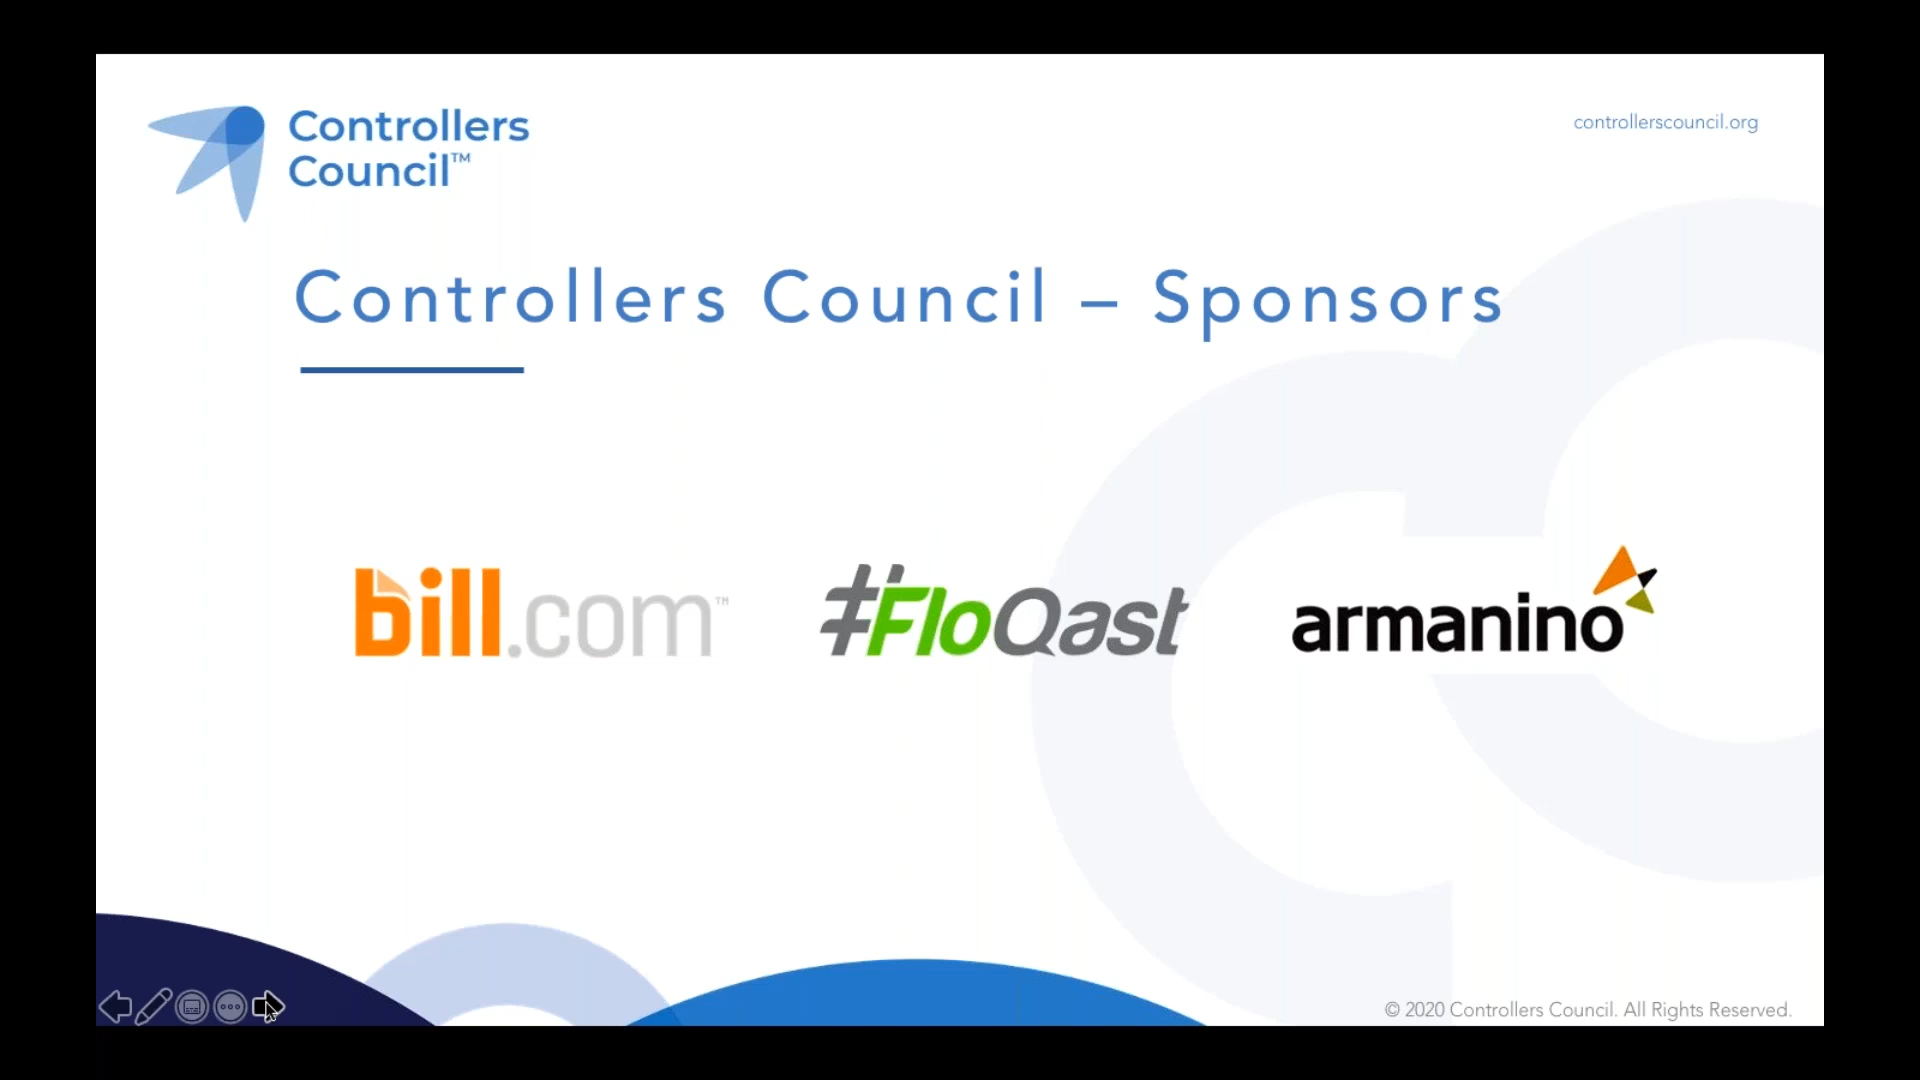 Controllers
Council™
controllerscouncil.org
Controllers Council – Sponsors
bill.com™
#FloQast
armanino
© 2020 Controllers Council. All Rights Reserved.